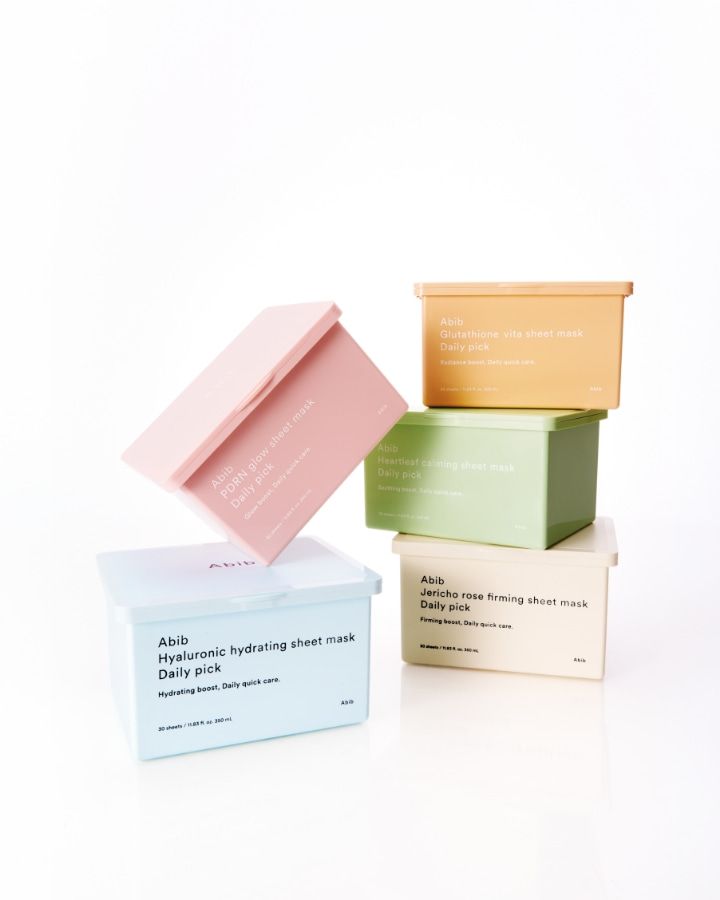 Abib
Glutathione vita sheet mask
Daily pick
Radiance boost, Daily quick care.
Abib
Abib
PDRN glow sheet mask
Daily pick
Glow boost, Daily quick care.
Abib
Abib
Heartleaf calming sheet mask
Daily pick
Soothing boost, Daily quick care.
Abib
Abib
Abib
Hyaluronic hydrating sheet mask
Daily pick
Hydrating boost, Daily quick care.
30 sheets / 11.83 fl. oz. 350 mL
Abib
Abib
Jericho rose firming sheet mask
Daily pick
Firming boost, Daily quick care.
30 sheets / 11.83 fl. oz. 350 mL
Abib